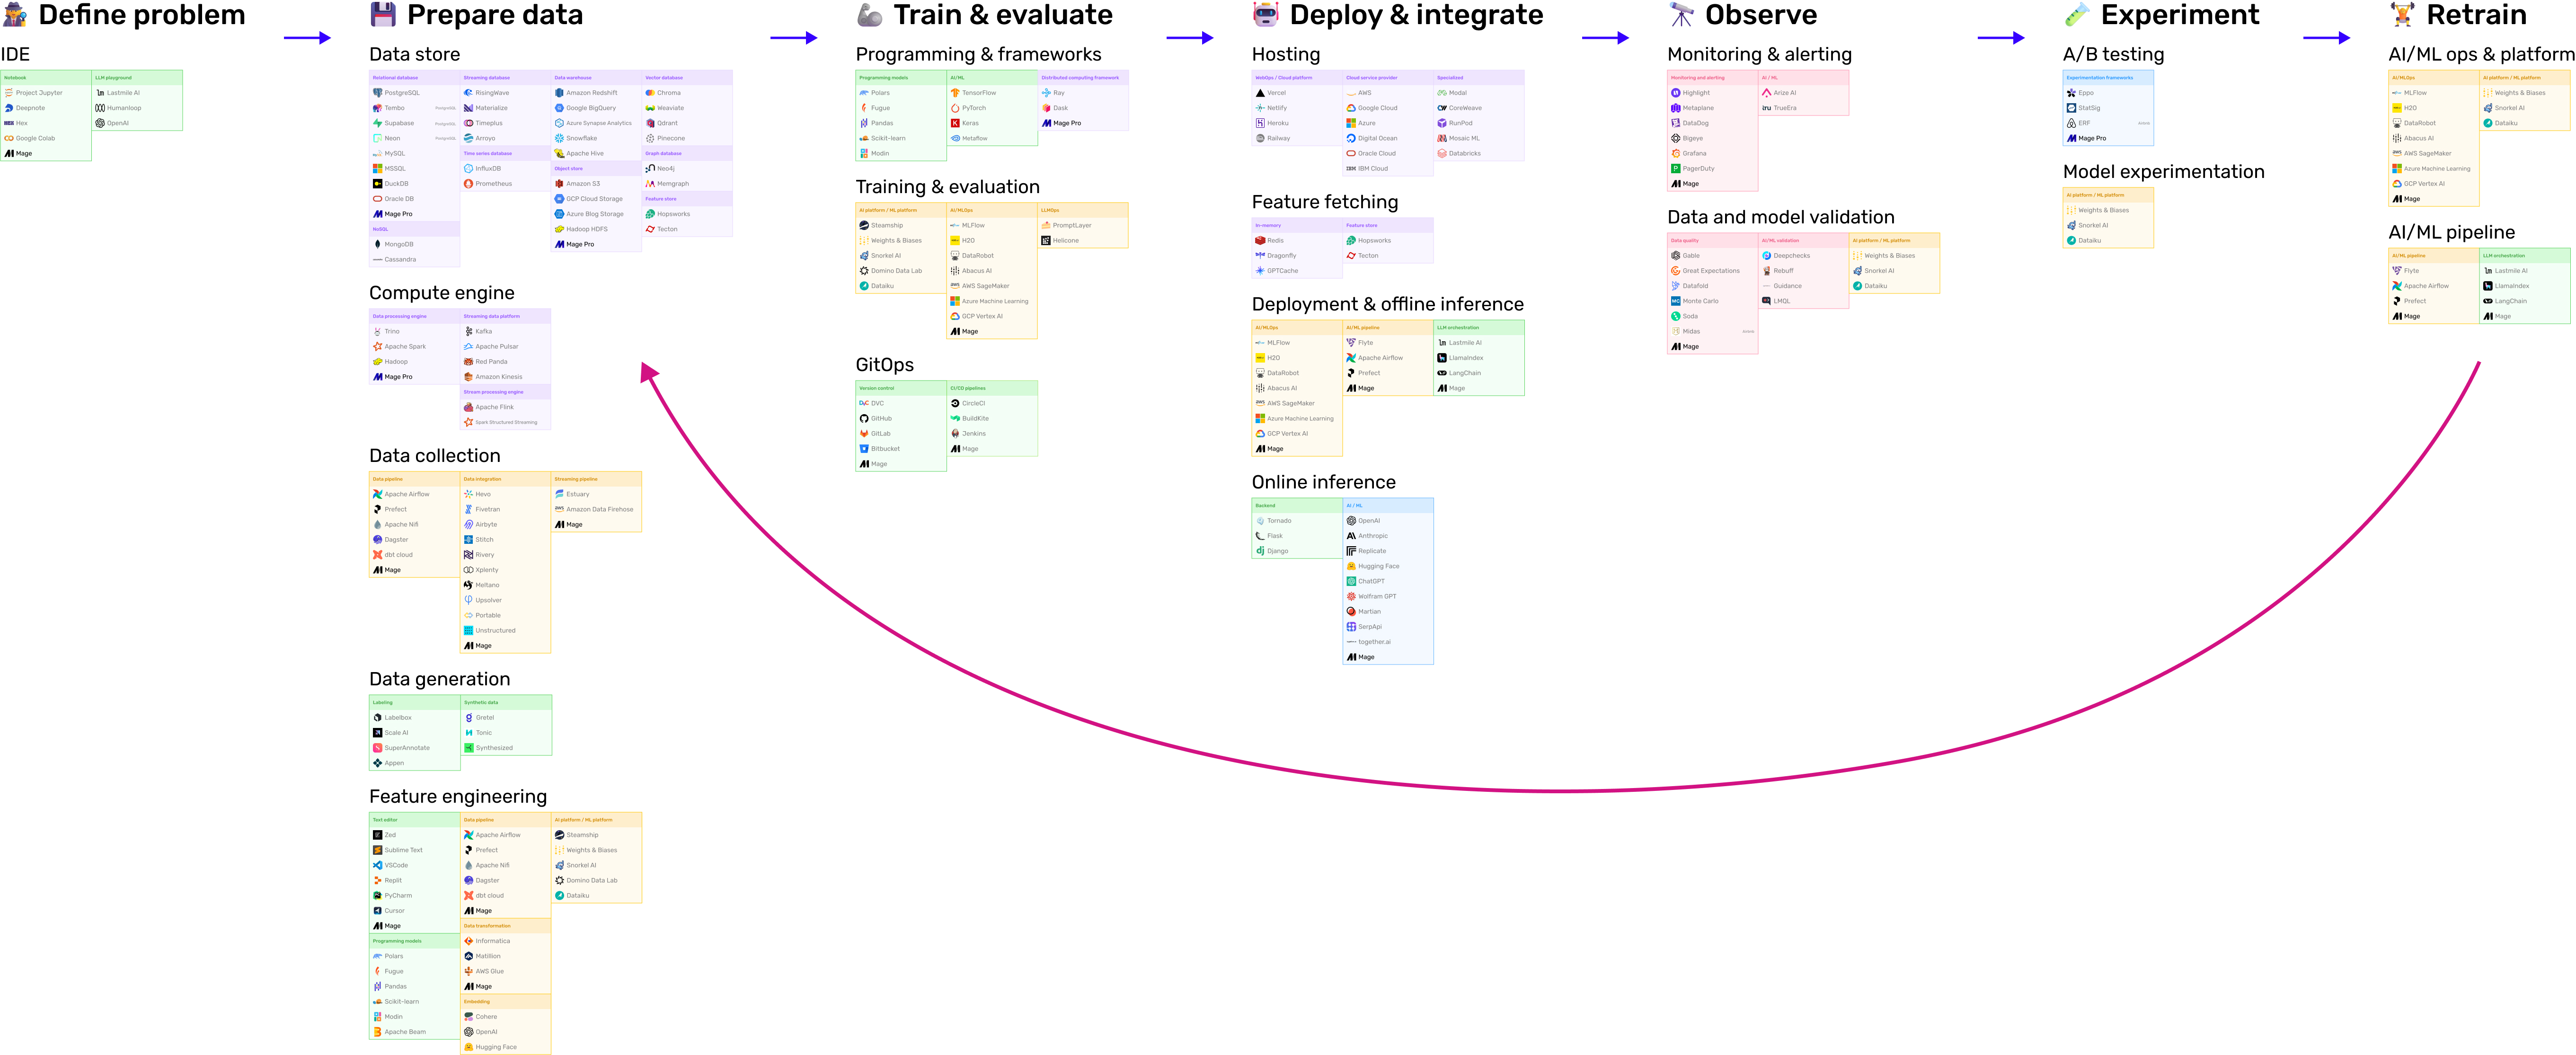 Define problem
IDE
Notebook
Project Jupyter
Deepnote
Hex
Google Colab
Mage
LLM playground
Lastmile AI
Humanloop
OpenAI
Prepare data
Data store
Relational database
PostgreSQL
Tembo PostgreSQL
Supabase PostgreSQL
Neon PostgreSQL
MySQL
MSSQL
DuckDB
Oracle DB
Mage Pro
NoSQL
MongoDB
Cassandra
Streaming database
RisingWave
Materialize
Timeplus
Arroyo
Time series database
InfluxDB
Prometheus
Data warehouse
Amazon Redshift
Google BigQuery
Azure Synapse Analytics
Snowflake
Apache Hive
Object store
Amazon S3
GCP Cloud Storage
Azure Blog Storage
Hadoop HDFS
Mage Pro
Vector database
Chroma
Weaviate
Qdrant
Pinecone
Graph database
Neo4j
Memgraph
Feature store
Hopsworks
Tecton
Compute engine
Data processing engine
Trino
Apache Spark
Hadoop
Mage Pro
Streaming data platform
Kafka
Apache Pulsar
Red Panda
Amazon Kinesis
Stream processing engine
Apache Flink
Spark Structured Streaming
Data collection
Data pipeline
Apache Airflow
Prefect
Apache Nifi
Dagster
dbt cloud
Mage
Data integration
Hevo
Fivetran
Airbyte
Stitch
Rivery
Xplenty
Meltano
Upsolver
Portable
Unstructured
Mage
Streaming pipeline
Estuary
Amazon Data Firehose
Mage
Data generation
Labeling
Labelbox
Scale AI
SuperAnnotate
Appen
Synthetic data
Gretel
Tonic
Synthesized
Feature engineering
Text editor
Zed
Sublime Text
VSCode
Replit
PyCharm
Cursor
Mage
Programming models
Polars
Fugue
Pandas
Scikit-learn
Modin
Apache Beam
Data pipeline
Apache Airflow
Prefect
Apache Nifi
Dagster
dbt cloud
Mage
Data transformation
Informatica
Matillion
AWS Glue
Mage
Embedding
Cohere
OpenAI
Hugging Face
AI platform / ML platform
Steamship
Weights & Biases
Snorkel AI
Domino Data Lab
Dataiku
Train & evaluate
Programming & frameworks
Programming models
Polars
Fugue
Pandas
Scikit-learn
Modin
AI/ML
TensorFlow
PyTorch
Keras
Metaflow
Distributed computing framework
Ray
Dask
Mage Pro
Training & evaluation
AI platform / ML platform
Steamship
Weights & Biases
Snorkel AI
Domino Data Lab
Dataiku
AI/MLOps
MLFlow
H2O
DataRobot
Abacus AI
AWS SageMaker
Azure Machine Learning
GCP Vertex AI
Mage
LLMOps
PromptLayer
Helicone
GitOps
Version control
DVC
GitHub
GitLab
Bitbucket
Mage
CI/CD pipelines
CircleCI
BuildKite
Jenkins
Mage
Deploy & integrate
Hosting
WebOps / Cloud platform
Vercel
Netlify
Heroku
Railway
Cloud service provider
AWS
Google Cloud
Azure
Digital Ocean
Oracle Cloud
IBM Cloud
Specialized
Modal
CoreWeave
RunPod
Mosaic ML
Databricks
Feature fetching
In-memory
Redis
Dragonfly
GPTCache
Feature store
Hopsworks
Tecton
Deployment & offline inference
AI/MLOps
MLFlow
H2O
DataRobot
Abacus AI
AWS SageMaker
Azure Machine Learning
GCP Vertex AI
Mage
AI/ML pipeline
Flyte
Apache Airflow
Prefect
Mage
LLM orchestration
Lastmile AI
LlamaIndex
LangChain
Mage
Online inference
Backend
Tornado
Flask
Django
AI / ML
OpenAI
Anthropic
Replicate
Hugging Face
ChatGPT
Wolfram GPT
Martian
SerpApi
together.ai
Mage
Observe
Monitoring & alerting
Monitoring and alerting
Highlight
Metaplane
DataDog
Bigeye
Grafana
PagerDuty
Mage
AI / ML
Arize AI
TrueEra
Data and model validation
Data quality
Gable
Great Expectations
Datafold
Monte Carlo
Soda
Midas Airbnb
Mage
AI/ML validation
Deepchecks
Rebuff
Guidance
LMQL
AI platform / ML platform
Weights & Biases
Snorkel AI
Dataiku
Experiment
A/B testing
Experimentation frameworks
Eppo
StatSig
ERF Airbnb
Mage Pro
Model experimentation
AI platform / ML platform
Weights & Biases
Snorkel AI
Dataiku
Retrain
AI/ML ops & platform
AI/MLOps
MLFlow
H2O
DataRobot
Abacus AI
AWS SageMaker
Azure Machine Learning
GCP Vertex AI
Mage
AI platform / ML platform
Weights & Biases
Snorkel AI
Dataiku
AI/ML pipeline
AI/ML pipeline
Flyte
Apache Airflow
Prefect
Mage
LLM orchestration
Lastmile AI
LlamaIndex
LangChain
Mage